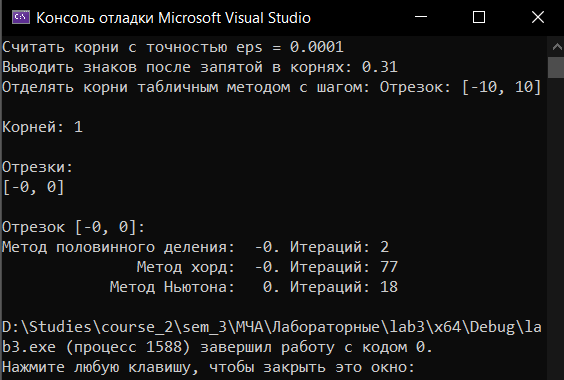 Консоль отладки Microsoft Visual Studio
Считать корни с точностью eps = 0.0001
Выводить знаков после запятой в корнях: 0.31
Отделять корни табличным методом с шагом: Отрезок: [-10, 10]
Корней: 1
Отрезки:
[-0, 0]
Отрезок [-0, 0]:
Метод половинного деления:  -0. Итераций: 2
Метод хорд:  -0. Итераций: 77
Метод Ньютона:   0. Итераций: 18
D:\Studies\course_2\sem_3\МЧА\Лабораторные\lab3\x64\Debug\la
b3.exe (процесс 1588) завершил работу с кодом 0.
Нажмите любую клавишу, чтобы закрыть это окно: